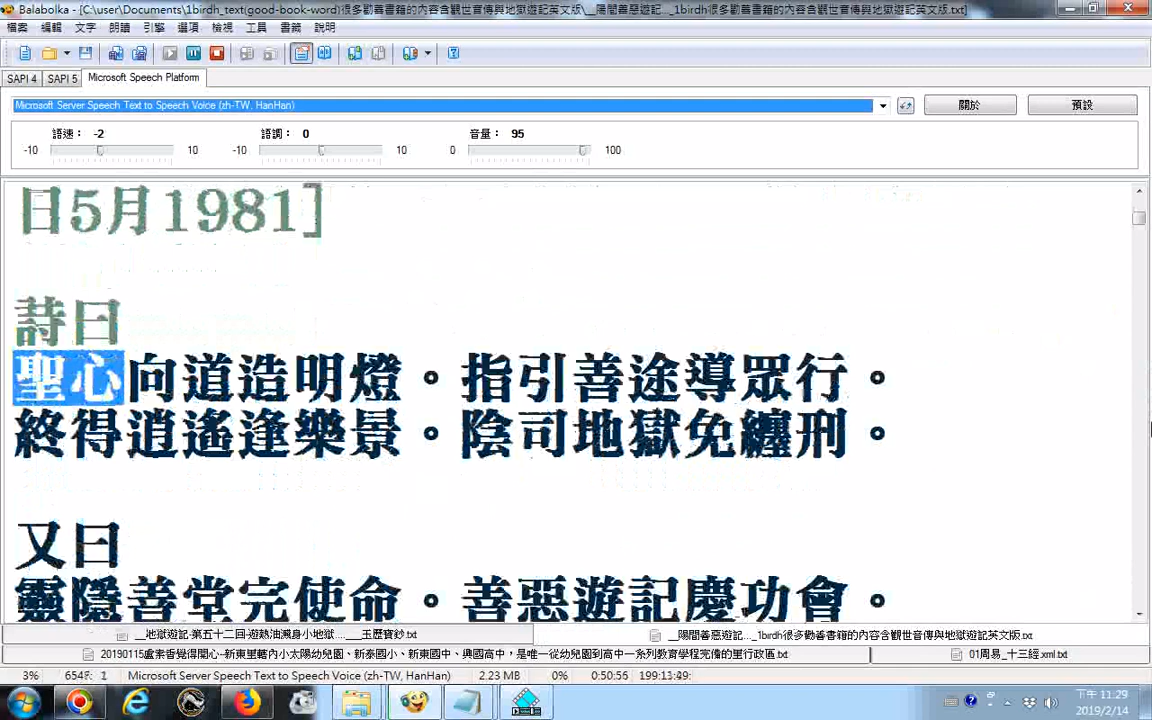 Balabolka - [C:\user\Documents\1birdh_text(good-book-word)很多勸善書籍的內容含觀世音傳與地獄遊記英文版\__陽間善惡遊記..._1birdh很多勸善書籍的內容含觀世音傳與地獄遊記英文版.txt]
檔案 編輯 文字 朗讀 引擎 選項 檢視 工具 書籤 說明
SAPI 4 SAPI 5 Microsoft Speech Platform
Microsoft Server Speech Text to Speech Voice (zh-TW, HanHan) 關於 預設
語速： -2 語調： 0 音量： 95
-10 10 -10 10 0 100
日5月1981]
詩曰
聖心向道造明燈。指引善途導眾行。
終得逍遙逢樂景。陰司地獄免纏刑。
又曰
靈隱善堂完使命。善惡遊記慶功會。
__地獄遊記-第五十二回-遊熱油濺身小地獄....___玉歷寶鈔.txt __陽間善惡遊記..._1birdh很多勸善書籍的內容含觀世音傳與地獄遊記英文版.txt
20190115盧素香覺得開心-新東里轄內小太陽幼兒園、新泰國小、新東國中、興國高中，是唯一從幼兒園到高中一系列教育學程完備的里行政區.txt 01周易_十三經.xml.txt
3% 654F: 1 Microsoft Server Speech Text to Speech Voice (zh-TW, HanHan) 2.23 MB 0% 0:50:56 199:13:49:
下午 11:29
2019/2/14